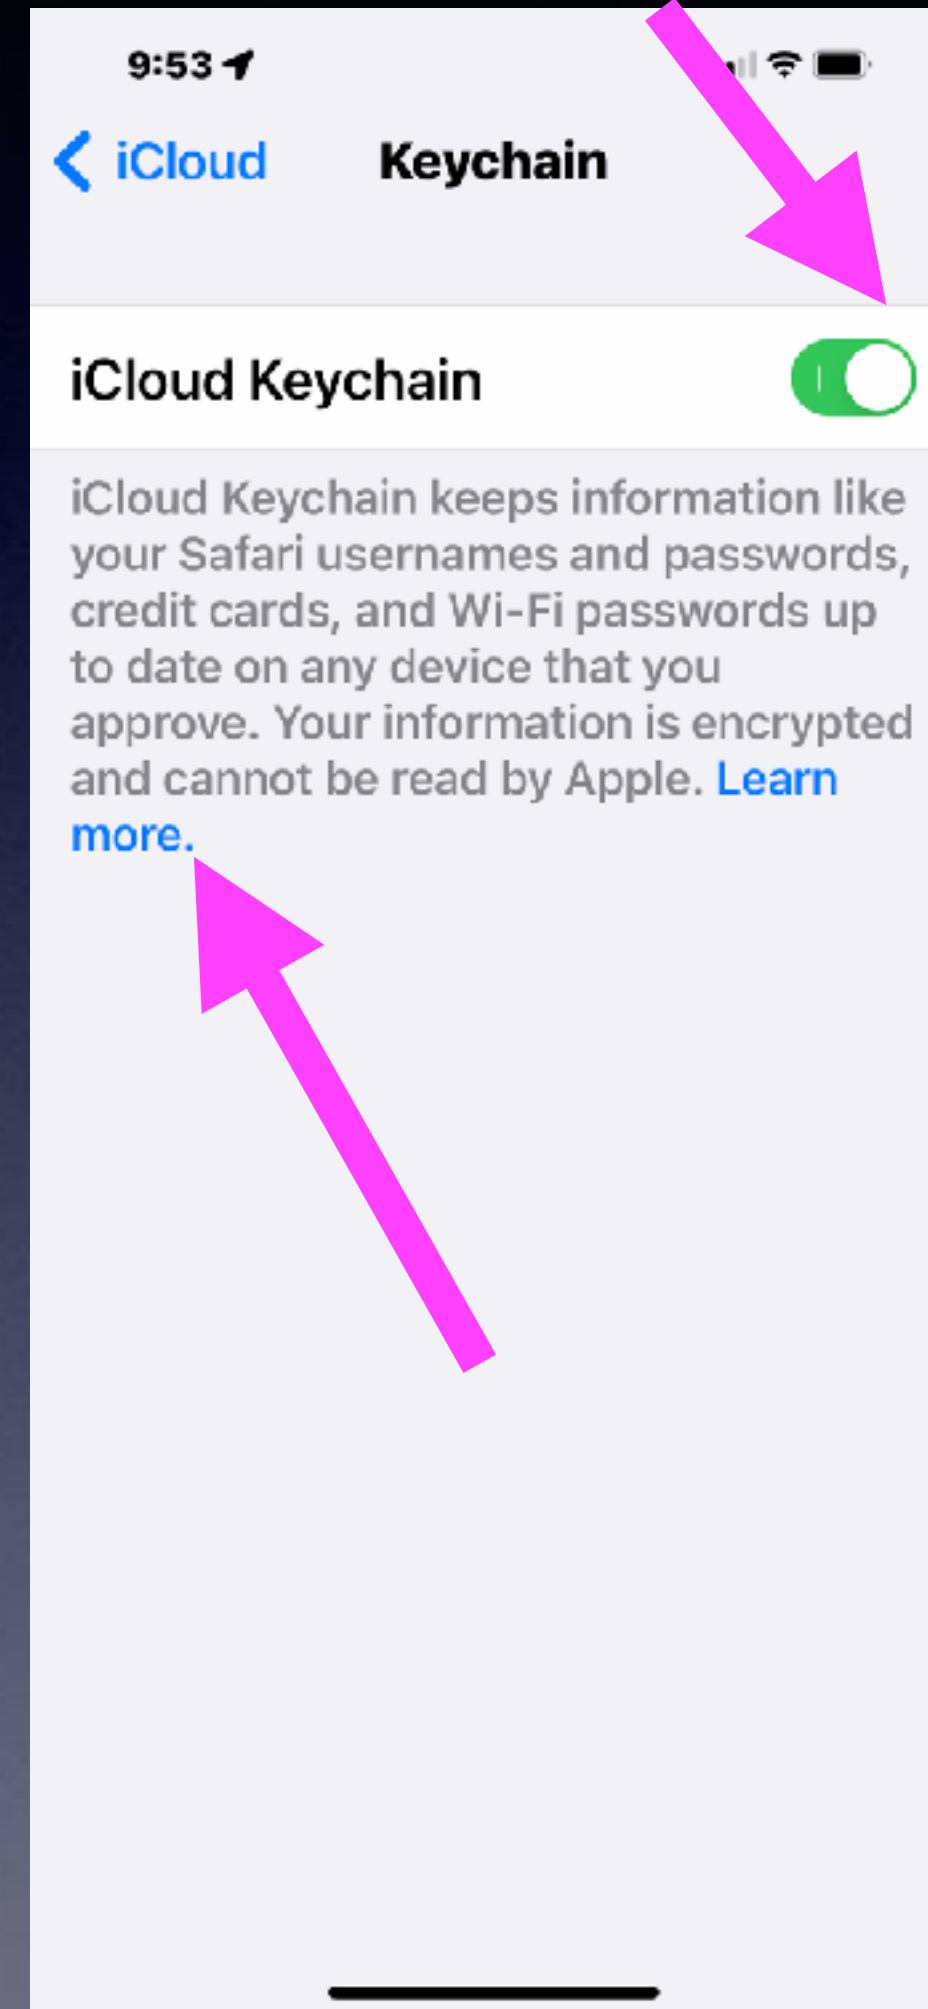 9:53
iCloud Keychain
iCloud Keychain
iCloud Keychain keeps information like
your Safari usernames and passwords,
credit cards, and Wi-Fi passwords up
to date on any device that you
approve. Your information is encrypted
and cannot be read by Apple. Learn
more.